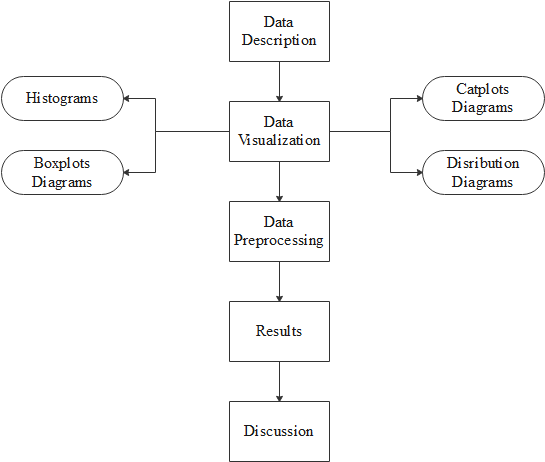 Data
Description
Histograms
Catplots
Diagrams
Data
Visualization
Boxplots
Diagrams
Disribution
Diagrams
Data
Preprocessing
Results
Discussion